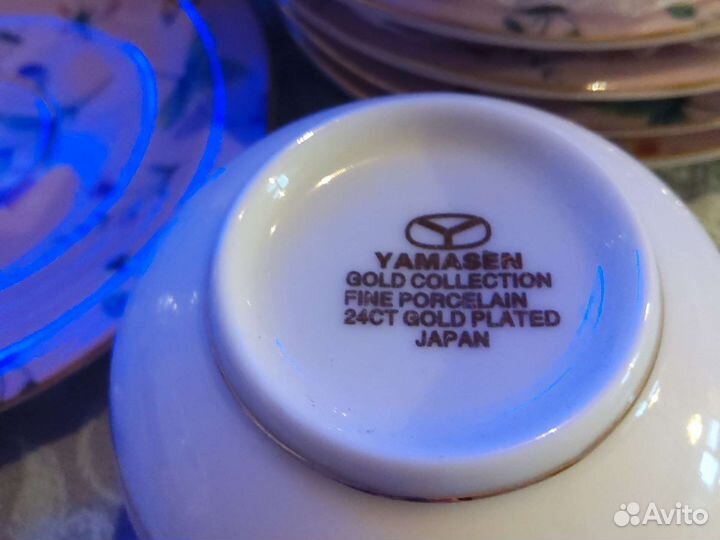 YAMASEN
GOLD COLLECTION
FINE PORCELAIN
24CT GOLD PLATED
JAPAN
Avito